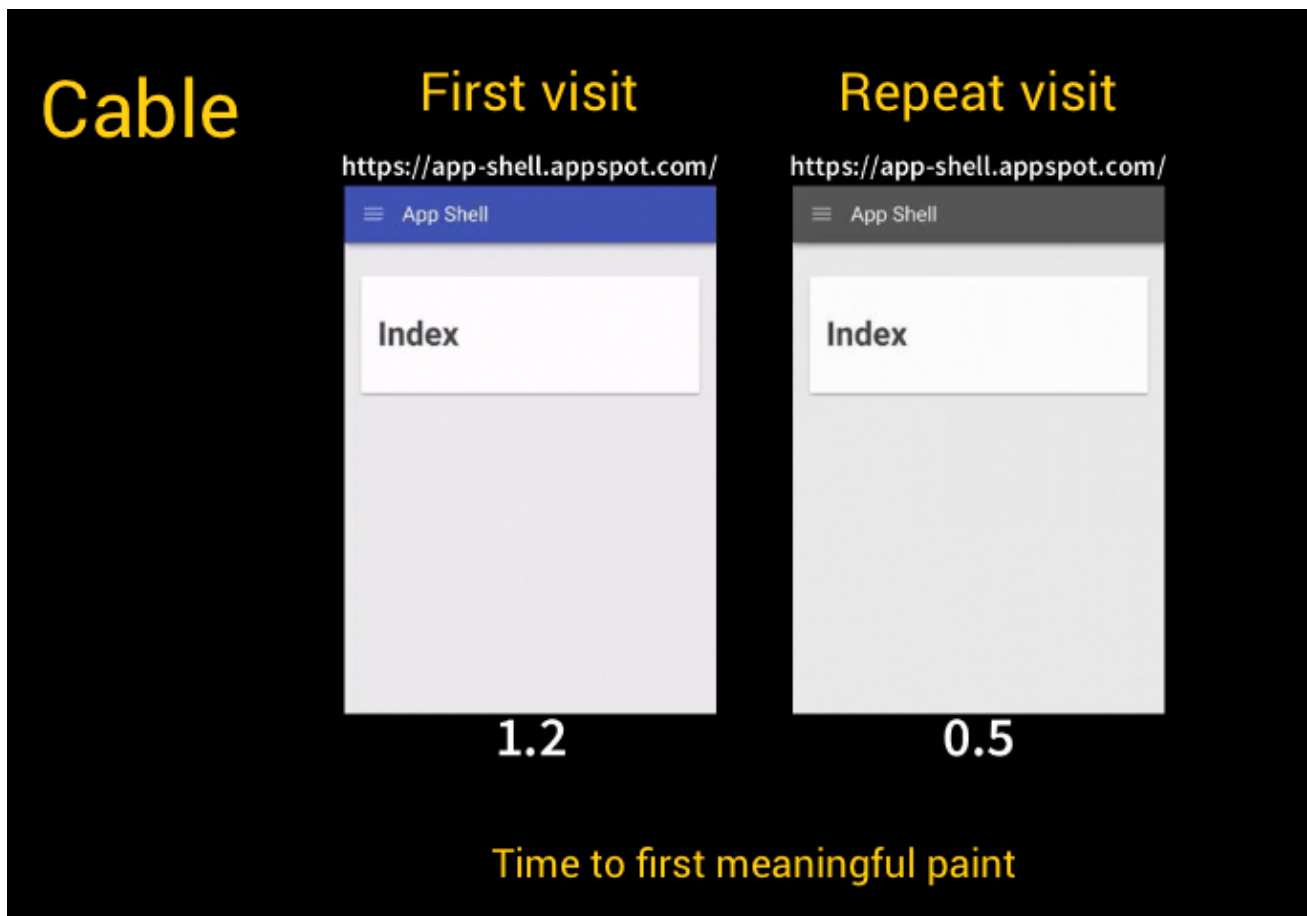 Cable
First visit
Repeat visit
https://app-shell.appspot.com/
https://app-shell.appspot.com/
App Shell
App Shell
Index
Index
1.2
0.5
Time to first meaningful paint